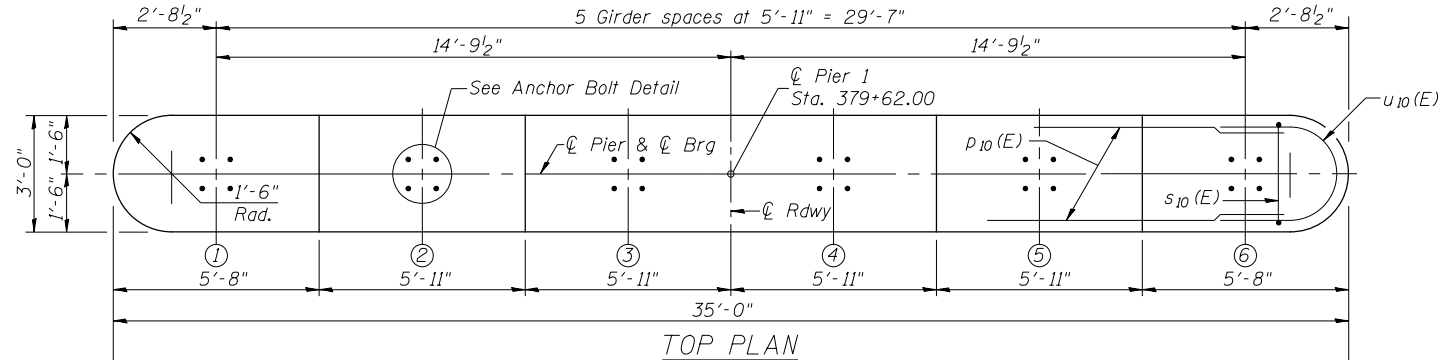 2'-8½" 5 Girder spaces at 5'-11" = 29'-7" 2'-8½"
14'-9½" 14'-9½"
See Anchor Bolt Detail
℄ Pier 1
Sta. 379+62.00
u10(E)
3'-0"
1'-6"
1'-6"
℄ Pier & ℄ Brg
p10(E)
1'-6"
Rad.
℄ Rdwy
s10(E)
1 2 3 4 5 6
5'-8" 5'-11" 5'-11" 5'-11" 5'-11" 5'-8"
35'-0"
TOP PLAN